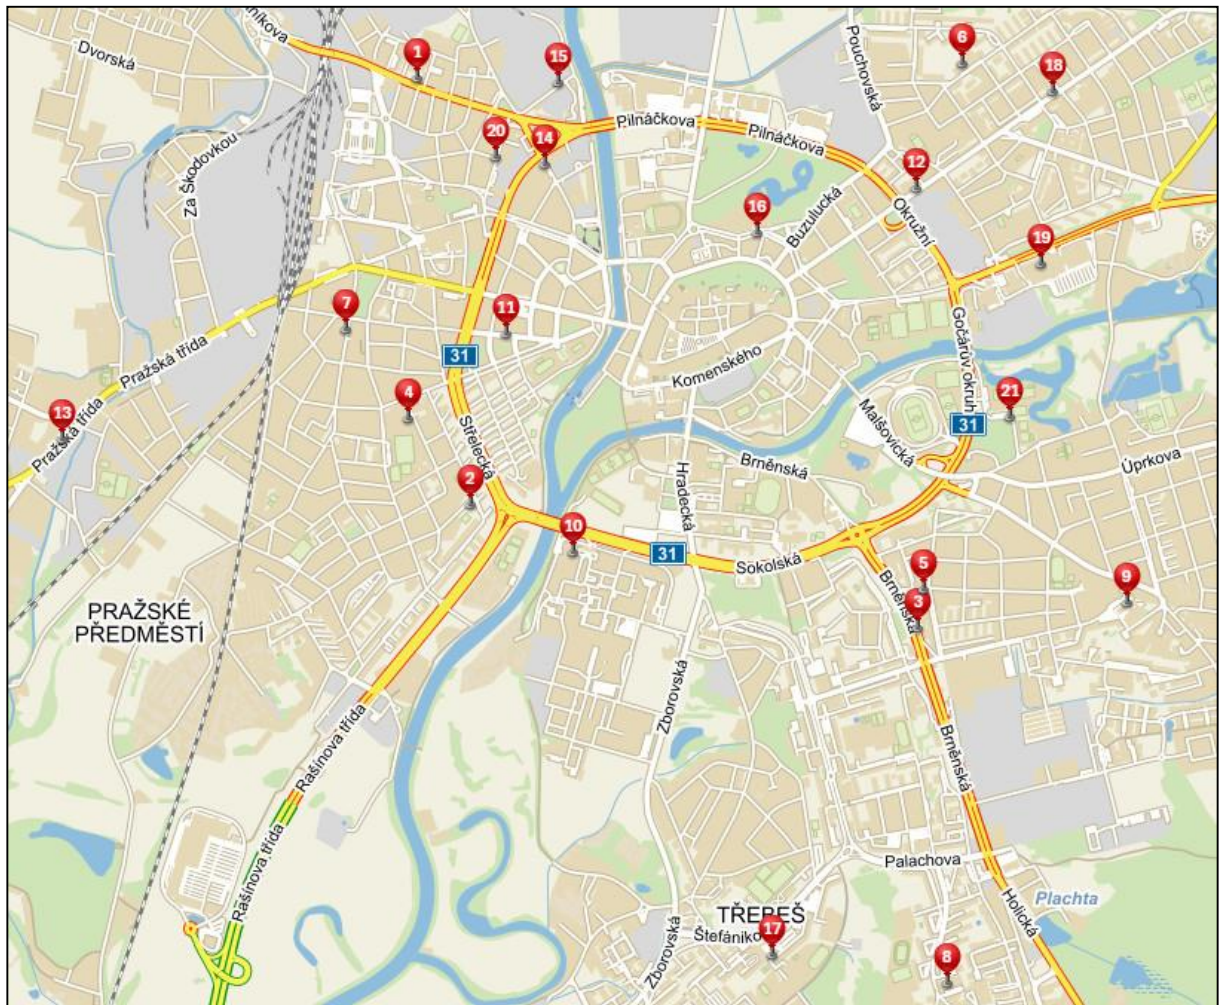 níkova
Dvorská
1
15
6
18
Pouchovská
20
14
Pilnáčkova
Pilnáčkova
12
Za Škodovkou
16
Buzulucká
Okružní
19
7
11
Gočárův okruh
31
Pražská třída
Komenského
4
21
13
Pražská třída
Střelecká
Malšovická
31
Brněnská
Úprkova
2
Hradecká
10
31
Sokolská
5
9
3
Brněnská
PRAŽSKÉ
PŘEDMĚSTÍ
Zborovská
Rašínova třída
Brněnská
Rašínova třída
Palachova
Holická
Plachta
TŘEBEŠ
17
Štefániko
Zborovská
8